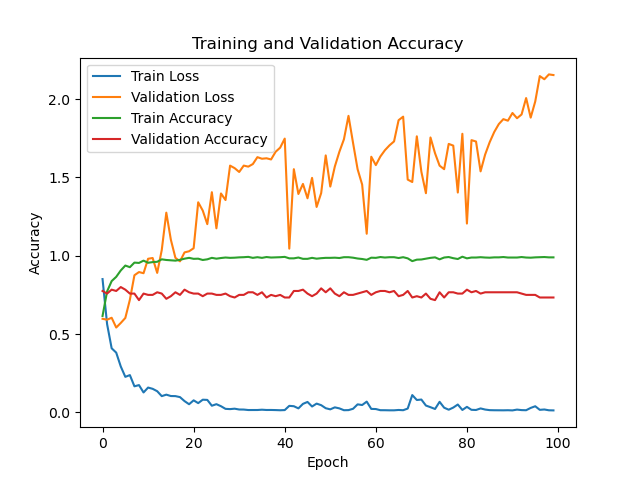 Training and Validation Accuracy
Train Loss
Validation Loss
Train Accuracy
Validation Accuracy
Accuracy
2.0
1.5
1.0
0.5
0.0
0 20 40 60 80 100
Epoch